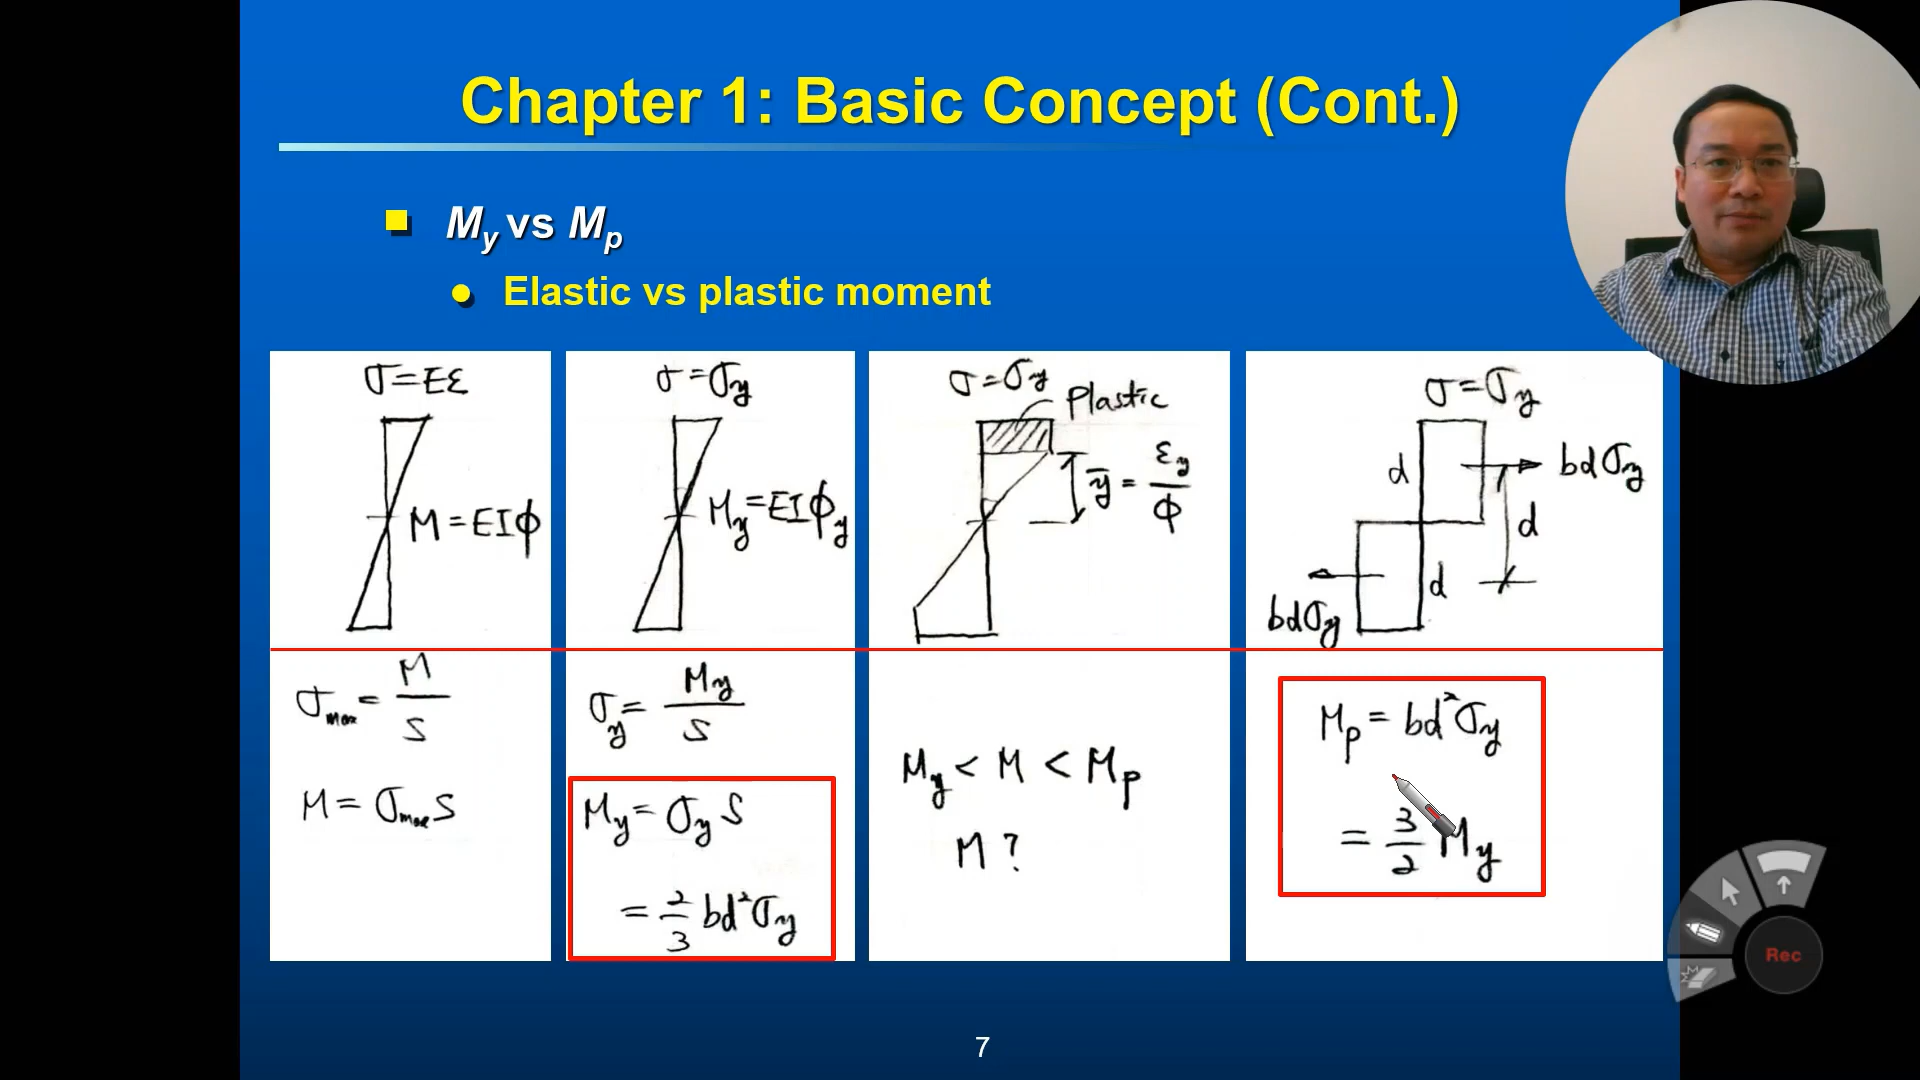 Chapter 1: Basic Concept (Cont.)
My vs Mp
Elastic vs plastic moment
σ=Eε
M=EIϕ
σmax = M/S
M = σmax S
σ=σy
My=EIϕy
σy = My/S
My = σy S
= 2/3 bd²σy
σ=σy
Plastic
ȳ = εy/ϕ
My < M < Mp
M ?
σ=σy
d
bdσy
d
d
bdσy
Mp = bd²σy
= 3/2 My
Rec
7